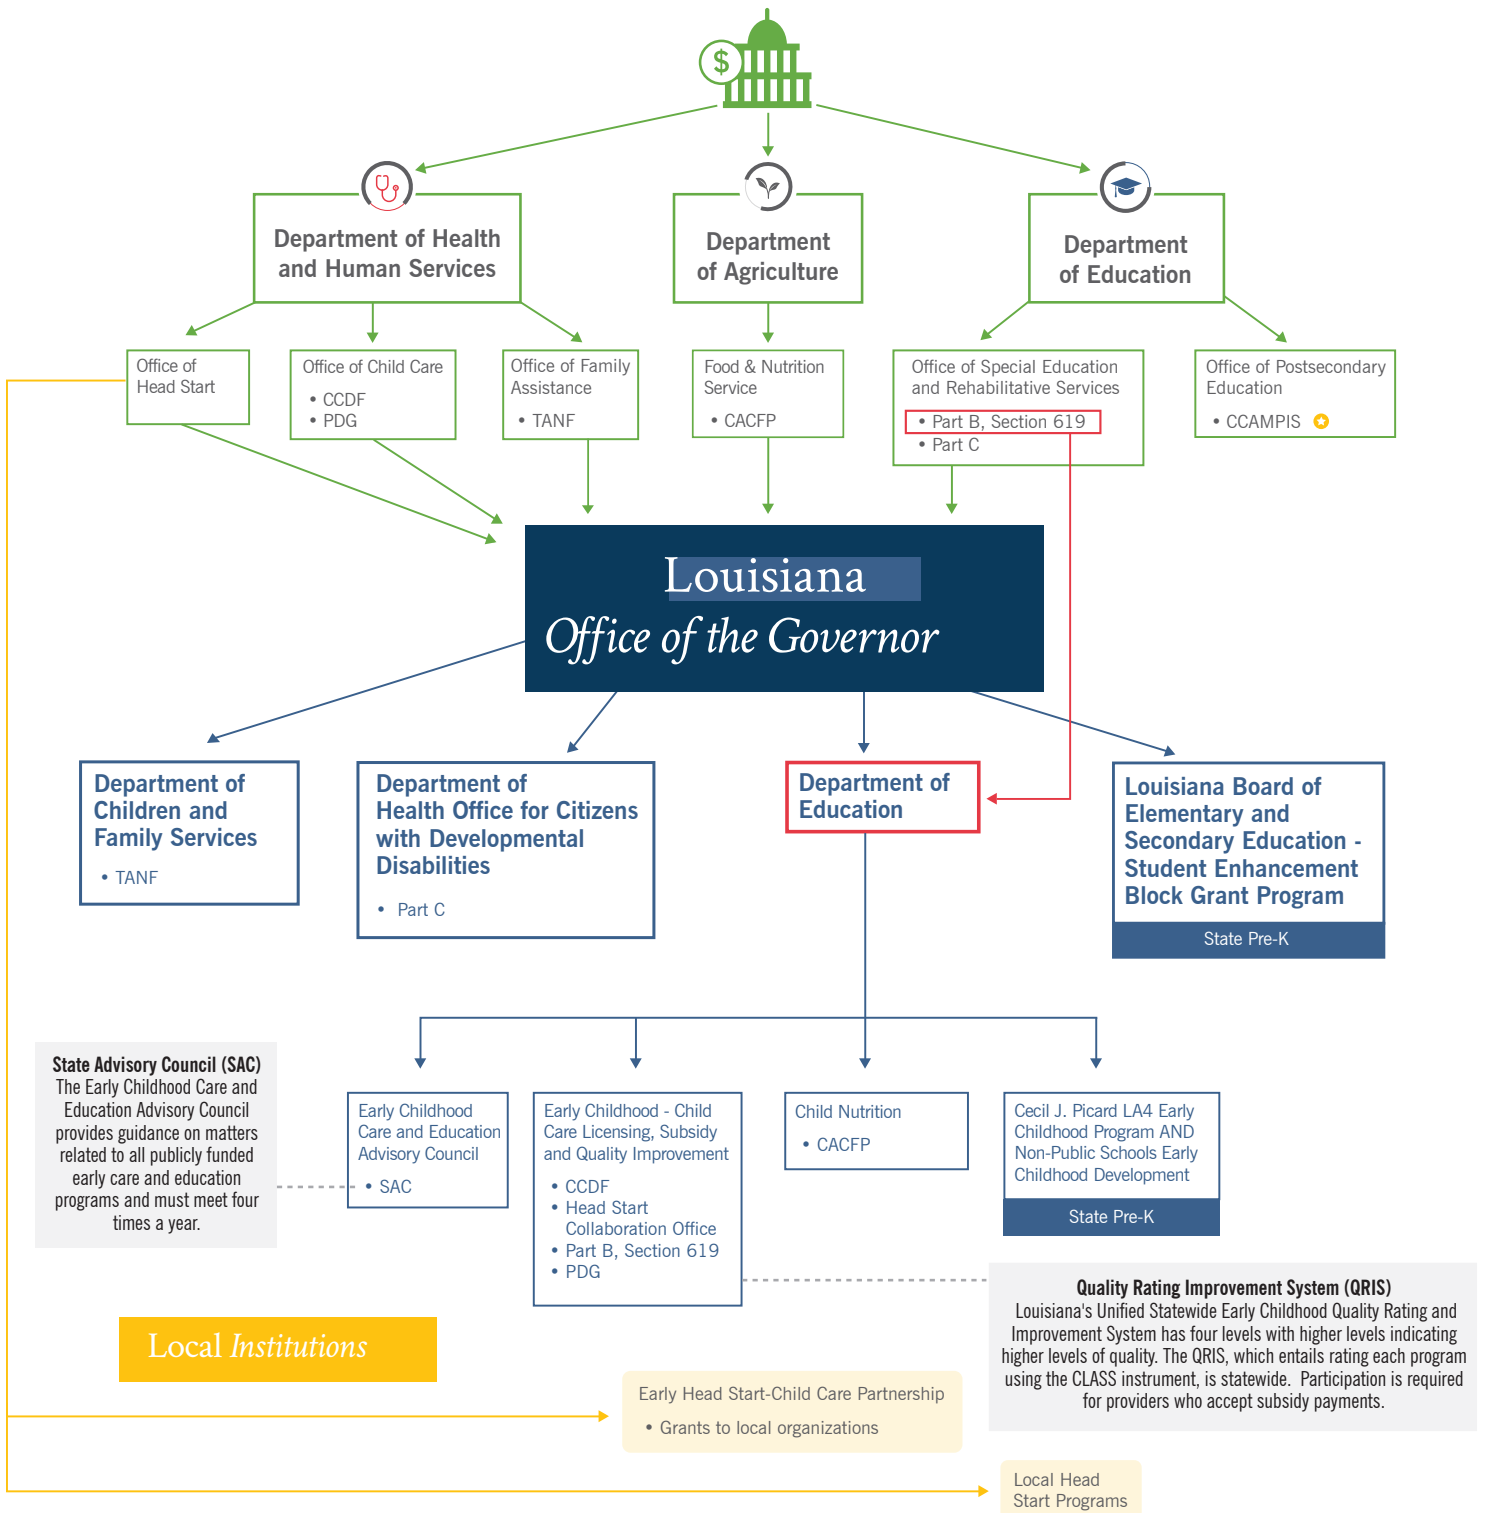 $
Department of Health
and Human Services
Department
of Agriculture
Department
of Education
Office of
Head Start
Office of Child Care
• CCDF
• PDG
Office of Family
Assistance
• TANF
Food & Nutrition
Service
• CACFP
Office of Special Education
and Rehabilitative Services
• Part B, Section 619
• Part C
Office of Postsecondary
Education
• CCAMPIS
Louisiana
Office of the Governor
Department of
Children and
Family Services
• TANF
Department of
Health Office for Citizens
with Developmental
Disabilities
• Part C
Department of
Education
Louisiana Board of
Elementary and
Secondary Education -
Student Enhancement
Block Grant Program
State Pre-K
State Advisory Council (SAC)
The Early Childhood Care and
Education Advisory Council
provides guidance on matters
related to all publicly funded
early care and education
programs and must meet four
times a year.
Early Childhood
Care and Education
Advisory Council
• SAC
Early Childhood - Child
Care Licensing, Subsidy
and Quality Improvement
• CCDF
• Head Start
Collaboration Office
• Part B, Section 619
• PDG
Child Nutrition
• CACFP
Cecil J. Picard LA4 Early
Childhood Program AND
Non-Public Schools Early
Childhood Development
State Pre-K
Quality Rating Improvement System (QRIS)
Louisiana's Unified Statewide Early Childhood Quality Rating and
Improvement System has four levels with higher levels indicating
higher levels of quality. The QRIS, which entails rating each program
using the CLASS instrument, is statewide.  Participation is required
for providers who accept subsidy payments.
Local Institutions
Early Head Start-Child Care Partnership
• Grants to local organizations
Local Head
Start Programs